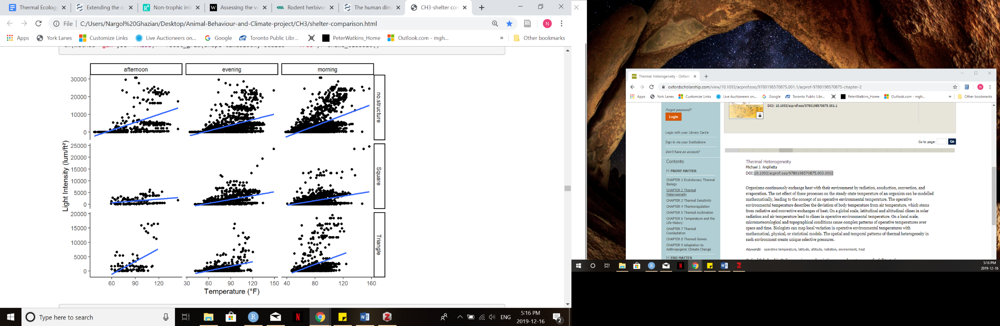 Thermal Ecology
Extending the co
Non-trophic inte
Assessing the vu
Rodent herbivor
The human dim
CH3-shelter com
File
C:/Users/Nargol%20Ghazian/Desktop/Animal-Behaviour-and-Climate-project/CH3/shelter-comparison.html
N
Apps
York Lanes
Customize Links
Live Auctioneers on...
Google
Toronto Public Libr...
PeterWatkins_Home
Outlook.com - mgh...
»
Other bookmarks
afternoon
evening
morning
30000
20000
10000
0
no.structure
25000
20000
15000
10000
5000
0
Square
20000
15000
10000
5000
0
Triangle
Light Intensity (lum/ft²)
60 90 120
30 60 90 120 150
40 80 120 160
Temperature (°F)
Type here to search
ENG
5:16 PM
2019-12-16
2
Thermal Heterogeneity - Oxford
oxfordscholarship.com/view/10.1093/acprof:oso/9780198570875.001.1/acprof-9780198570875-chapter-2
N
Apps
York Lanes
Customize Links
Live Auctioneers on...
Google
Toronto Public Libr...
PeterWatkins_Home
Outlook.com - mgh...
»
Other bookmarks
Forgot password?
Login
Login with your Library Card
Sign in via your Institution
Don't have an account?
Contents
[+] FRONT MATTER
CHAPTER 1 Evolutionary Thermal
Biology
CHAPTER 2 Thermal
Heterogeneity
CHAPTER 3 Thermal Sensitivity
CHAPTER 4 Thermoregulation
CHAPTER 5 Thermal Acclimation
CHAPTER 6 Temperature and the
Life History
CHAPTER 7 Thermal
Coadaptation
CHAPTER 8 Thermal Games
CHAPTER 9 Adaptation to
Anthropogenic Climate Change
[+] END MATTER
DOI: 10.1093/acprof:oso/9780198570875.001.1
Go to page:
Go
Thermal Heterogeneity
Michael J. Angilletta
DOI:10.1093/acprof:oso/9780198570875.003.0002
Organisms continuously exchange heat with their environment by radiation, conduction, convection, and
evaporation. The net effect of these processes on the steady-state temperature of an organism can be modelled
mathematically, leading to the concept of an operative environmental temperature. The operative
environmental temperature describes the deviation of body temperature from air temperature, which stems
from radiative and convective exchanges of heat. On a global scale, latitudinal and altitudinal clines in solar
radiation and air temperature lead to clines in operative environmental temperature. On a local scale,
micrometeorological and topographical conditions cause complex patterns of operative temperatures over
space and time. Biologists can map local variation in operative environmental temperatures with
mathematical, physical, or statistical models. The spatial and temporal patterns of thermal heterogeneity in
each environment create unique selective pressures.
Keywords: operative temperature, latitude, altitude, radiation, environment, heat
5:16 PM
2019-12-16